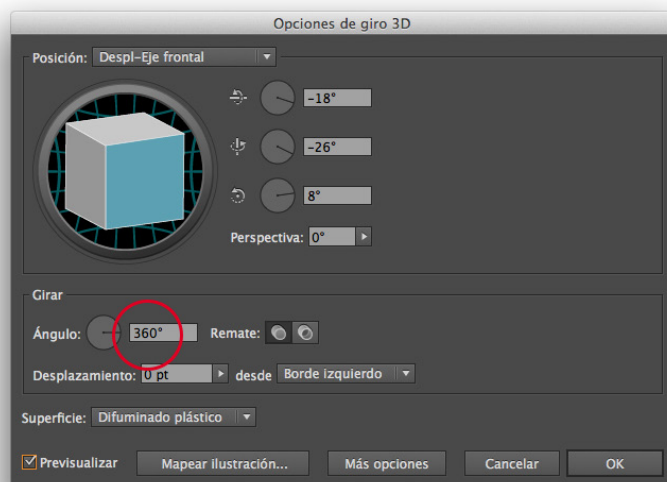 Opciones de giro 3D
Posición: Despl-Eje frontal
-18°
-26°
8°
Perspectiva: 0°
Girar
Ángulo: 360° Remate:
Desplazamiento: 0 pt desde Borde izquierdo
Superficie: Difuminado plástico
Previsualizar Mapear ilustración... Más opciones Cancelar OK